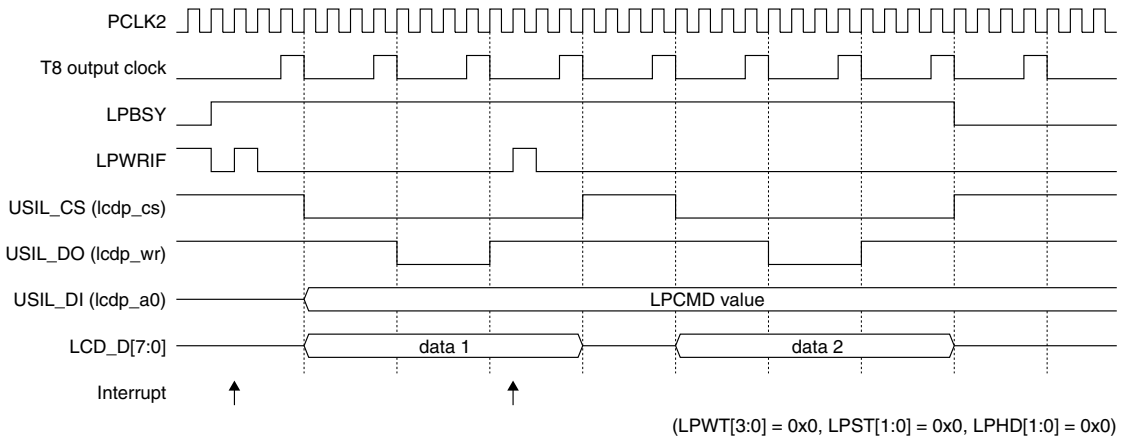 PCLK2
T8 output clock
LPBSY
LPWRIF
USIL_CS (lcdp_cs)
USIL_DO (lcdp_wr)
USIL_DI (lcdp_a0) LPCMD value
LCD_D[7:0] data 1 data 2
Interrupt
(LPWT[3:0] = 0x0, LPST[1:0] = 0x0, LPHD[1:0] = 0x0)